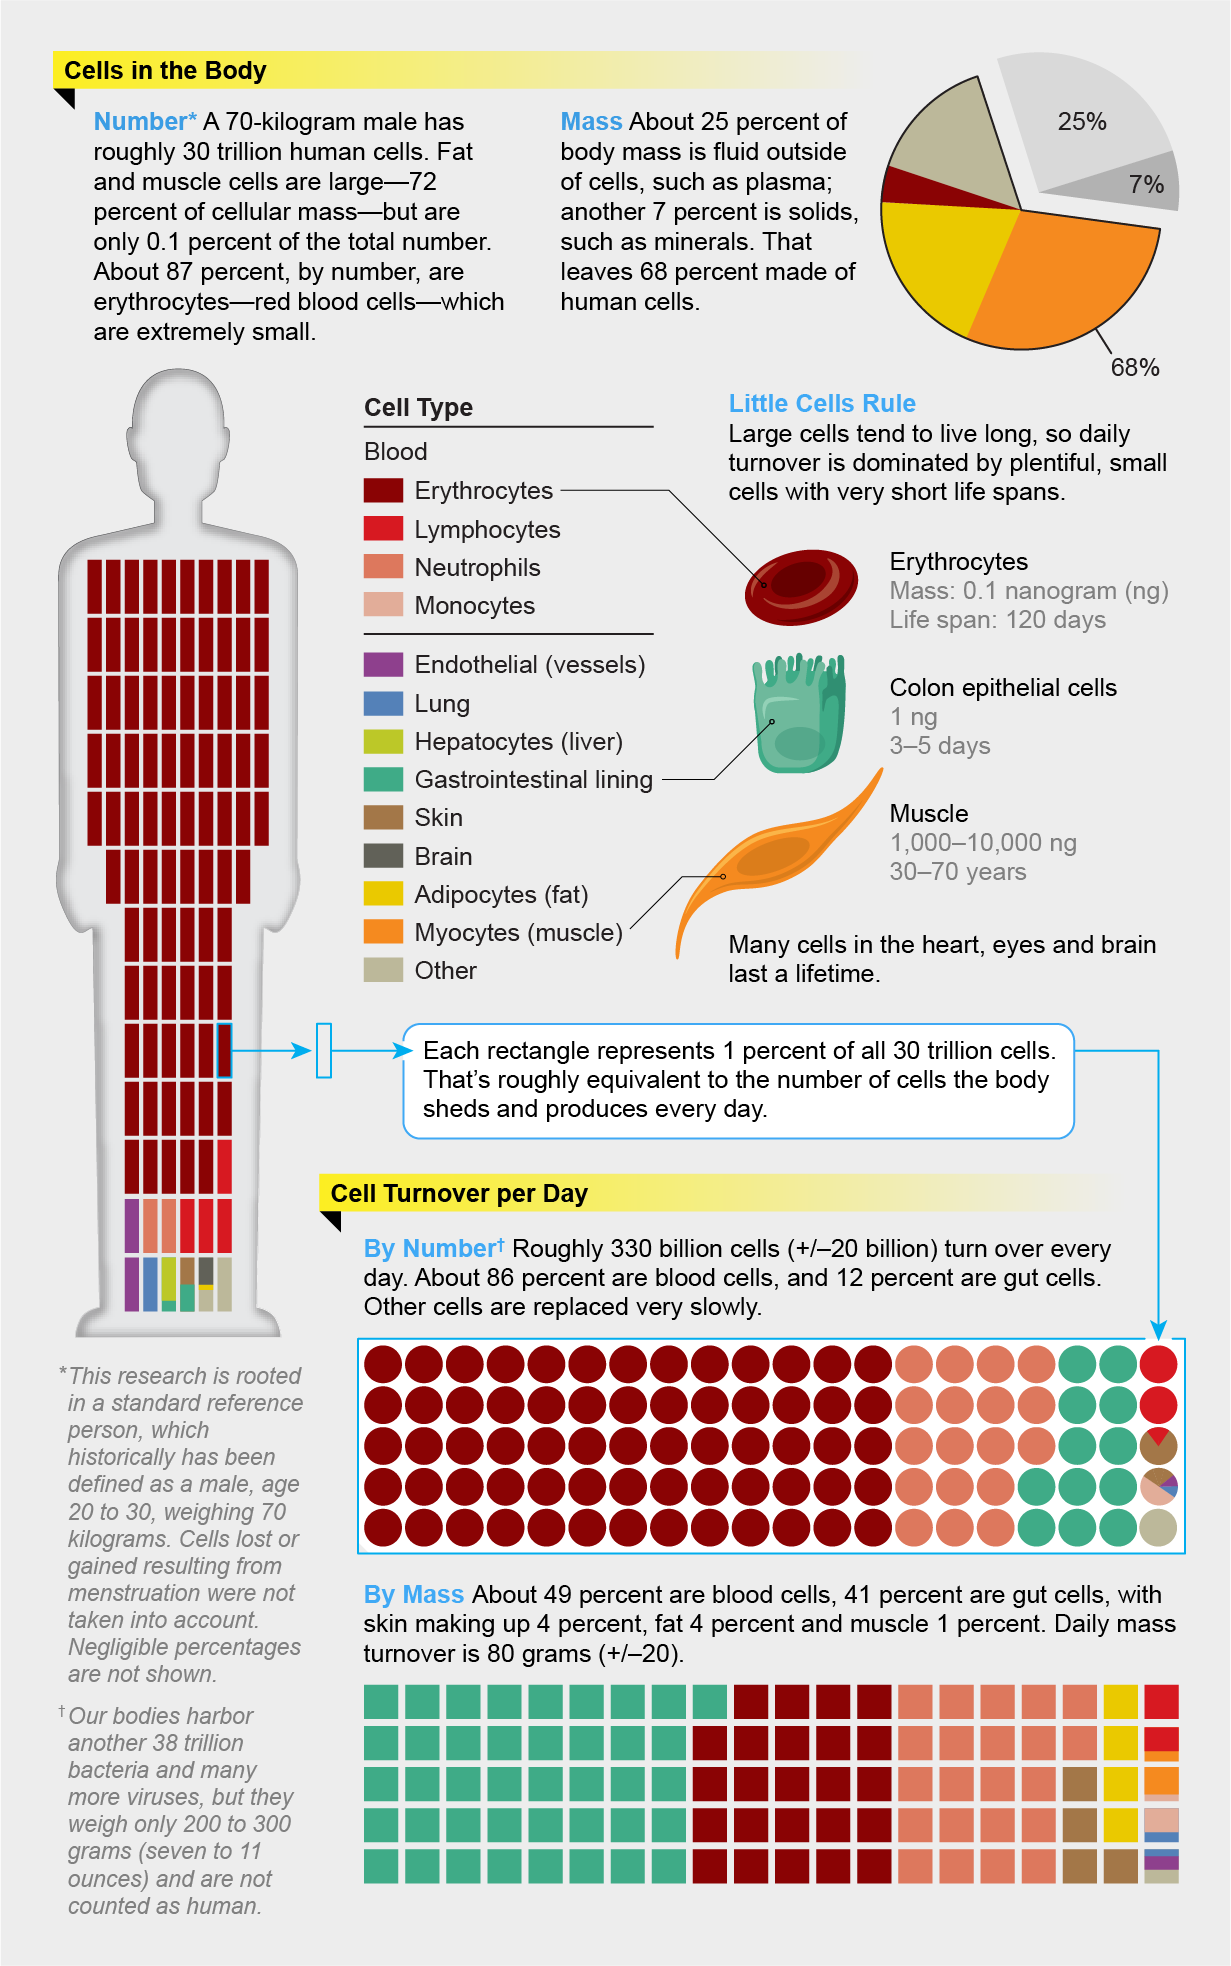 Cells in the Body
Number* A 70-kilogram male has
roughly 30 trillion human cells. Fat
and muscle cells are large—72
percent of cellular mass—but are
only 0.1 percent of the total number.
About 87 percent, by number, are
erythrocytes—red blood cells—which
are extremely small.
Mass About 25 percent of
body mass is fluid outside
of cells, such as plasma;
another 7 percent is solids,
such as minerals. That
leaves 68 percent made of
human cells.
25%
7%
68%
Cell Type
Blood
Erythrocytes
Lymphocytes
Neutrophils
Monocytes
Endothelial (vessels)
Lung
Hepatocytes (liver)
Gastrointestinal lining
Skin
Brain
Adipocytes (fat)
Myocytes (muscle)
Other
Little Cells Rule
Large cells tend to live long, so daily
turnover is dominated by plentiful, small
cells with very short life spans.
Erythrocytes
Mass: 0.1 nanogram (ng)
Life span: 120 days
Colon epithelial cells
1 ng
3–5 days
Muscle
1,000–10,000 ng
30–70 years
Many cells in the heart, eyes and brain
last a lifetime.
Each rectangle represents 1 percent of all 30 trillion cells.
That’s roughly equivalent to the number of cells the body
sheds and produces every day.
Cell Turnover per Day
By Number† Roughly 330 billion cells (+/–20 billion) turn over every
day. About 86 percent are blood cells, and 12 percent are gut cells.
Other cells are replaced very slowly.
By Mass About 49 percent are blood cells, 41 percent are gut cells, with
skin making up 4 percent, fat 4 percent and muscle 1 percent. Daily mass
turnover is 80 grams (+/–20).
*This research is rooted
in a standard reference
person, which
historically has been
defined as a male, age
20 to 30, weighing 70
kilograms. Cells lost or
gained resulting from
menstruation were not
taken into account.
Negligible percentages
are not shown.
†Our bodies harbor
another 38 trillion
bacteria and many
more viruses, but they
weigh only 200 to 300
grams (seven to 11
ounces) and are not
counted as human.